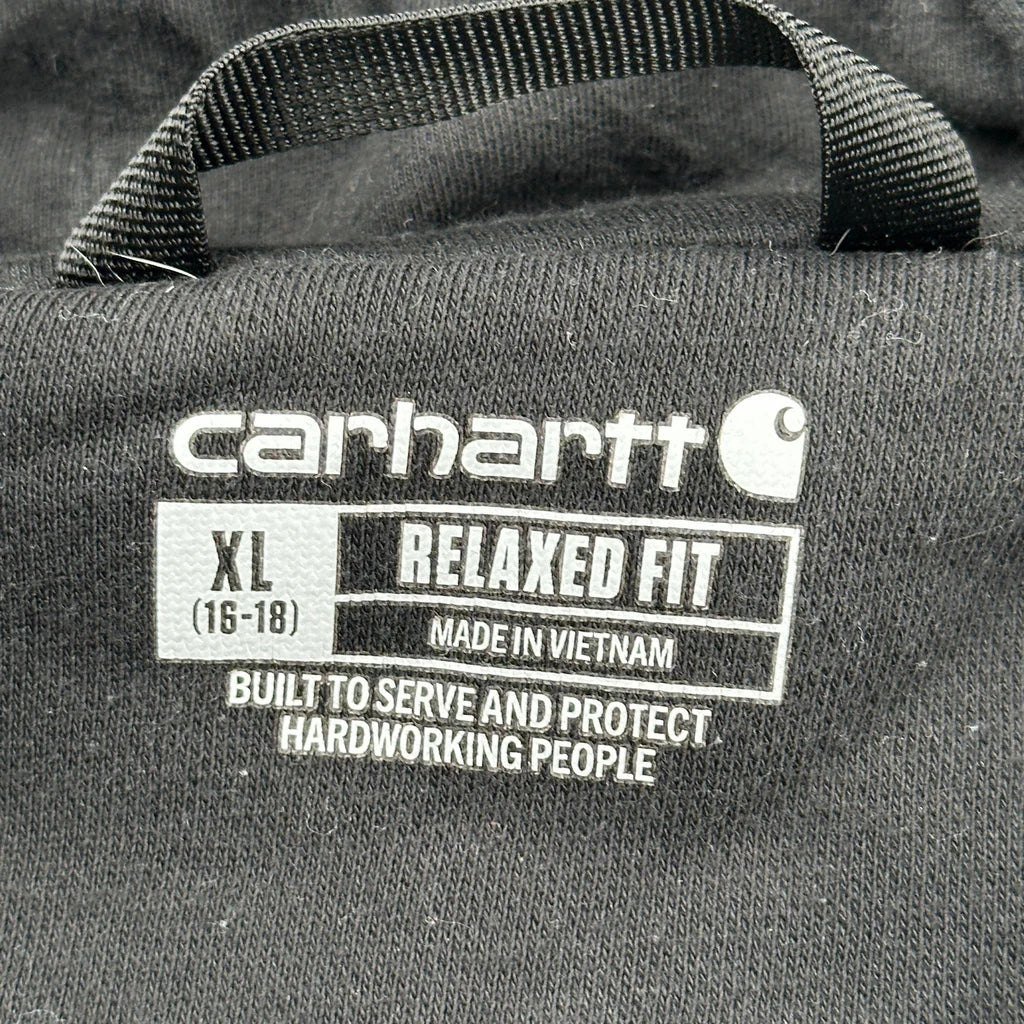 carhartt
XL
(16-18)
RELAXED FIT
MADE IN VIETNAM
BUILT TO SERVE AND PROTECT
HARDWORKING PEOPLE